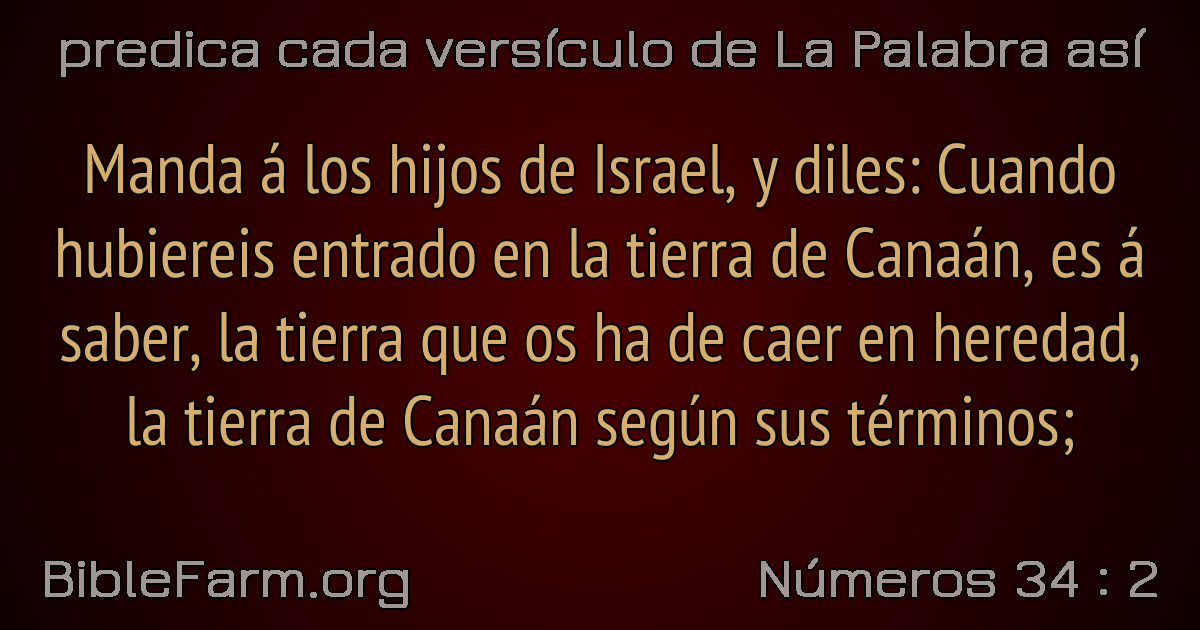 predica cada versículo de La Palabra así
Manda á los hijos de Israel, y diles: Cuando
hubiereis entrado en la tierra de Canaán, es á
saber, la tierra que os ha de caer en heredad,
la tierra de Canaán según sus términos;
BibleFarm.org
Números 34 : 2